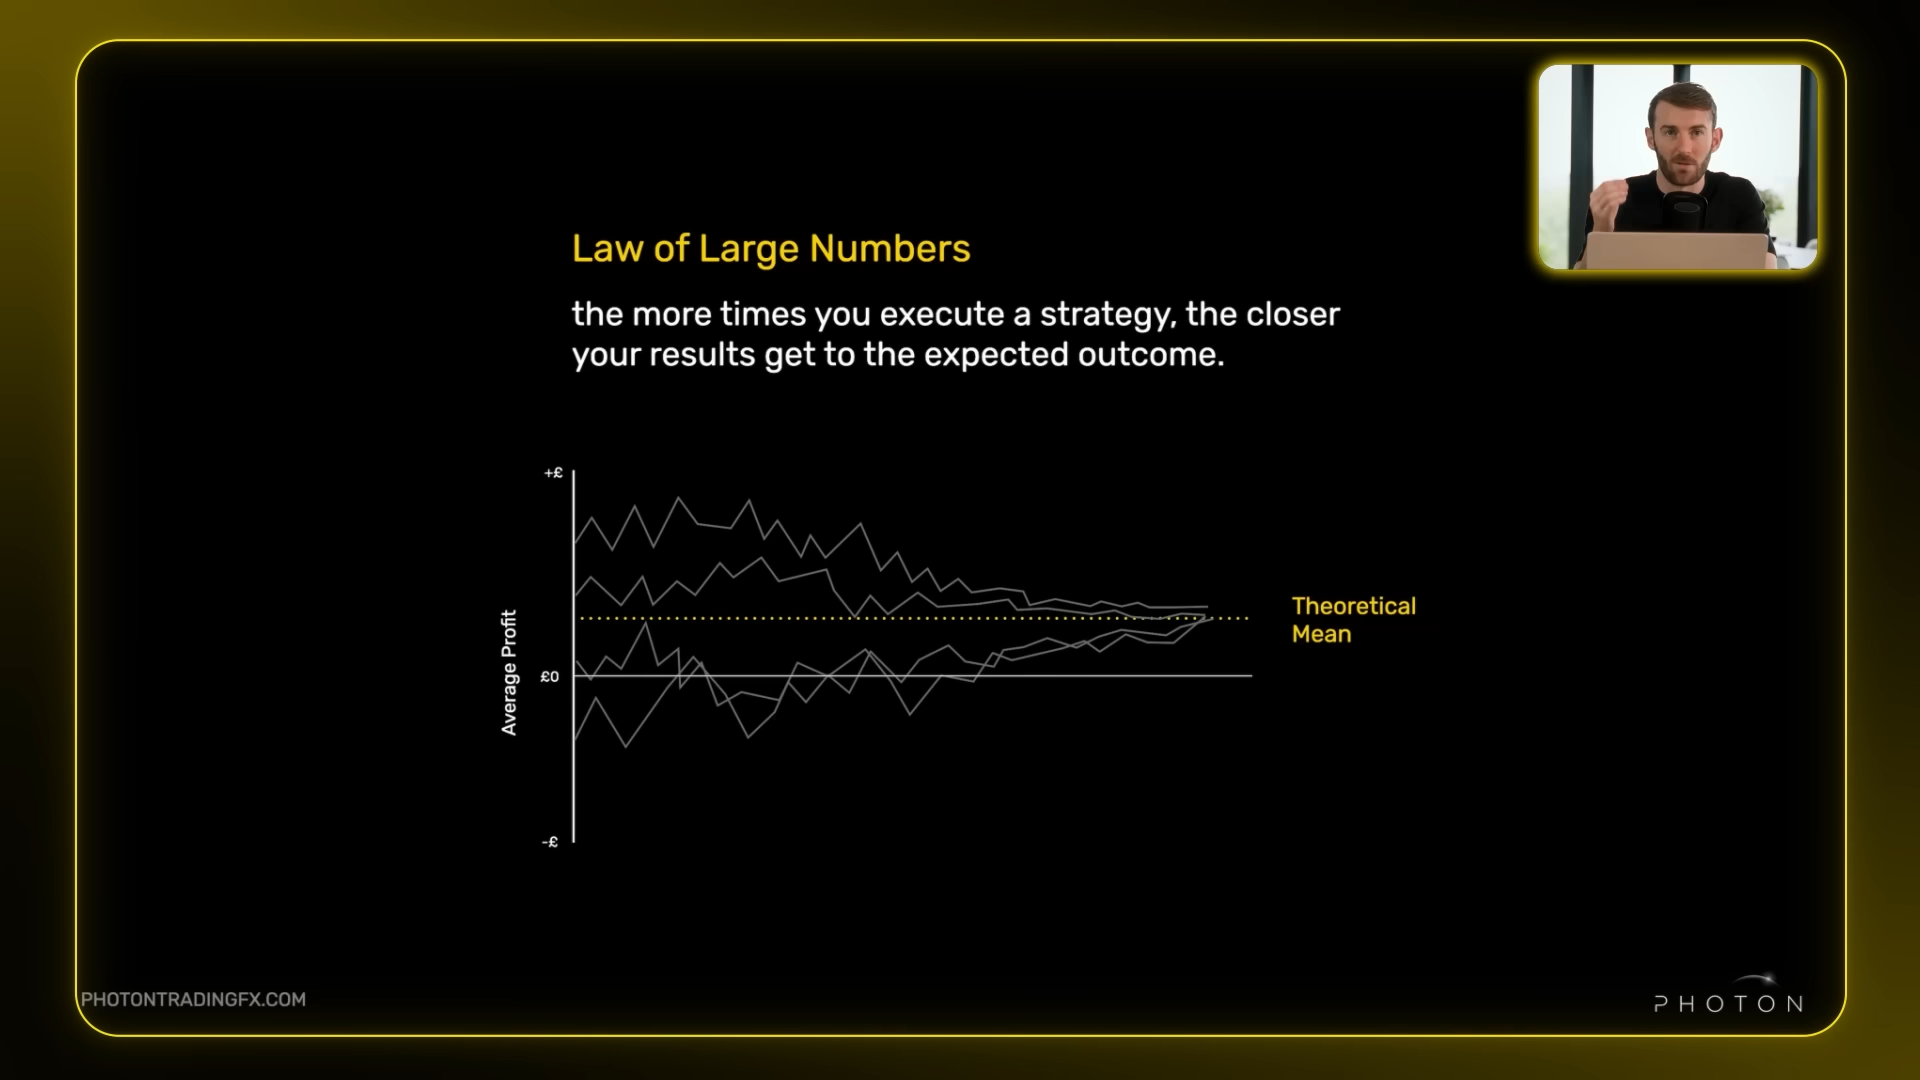 Law of Large Numbers
the more times you execute a strategy, the closer
your results get to the expected outcome.
+£
Average Profit
£0
-£
Theoretical
Mean
PHOTONTRADINGFX.COM
PHOTON